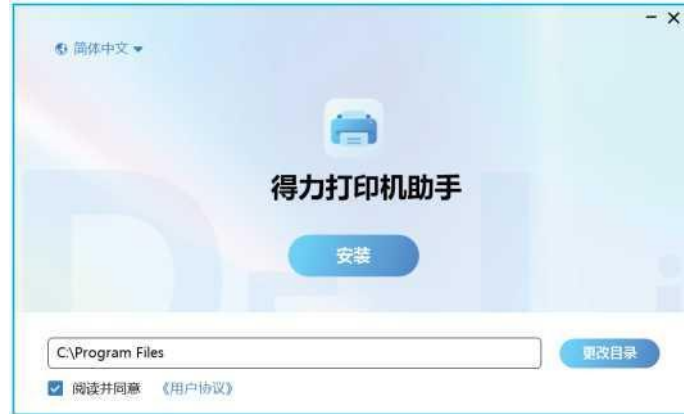 简体中文
得力打印机助手
安装
C:\Program Files
更改目录
阅读并同意 《用户协议》